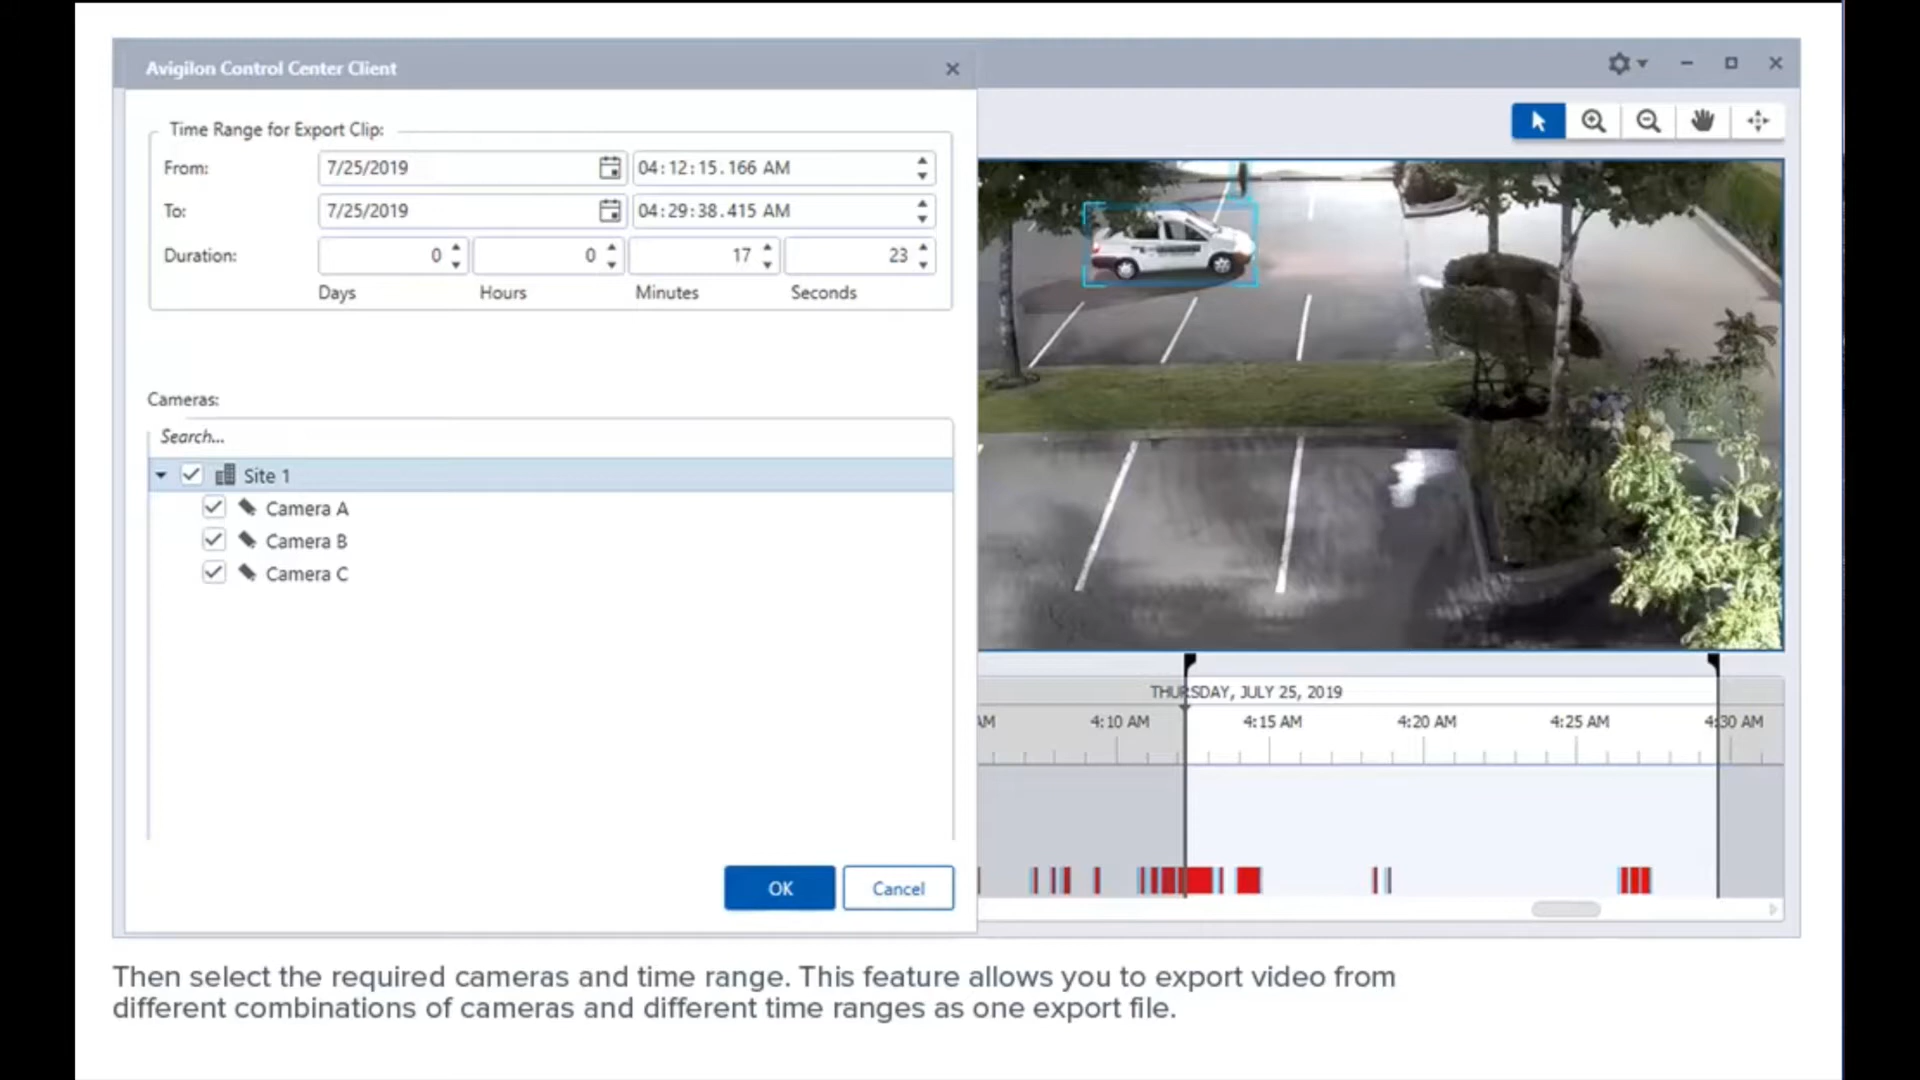 Avigilon Control Center Client
Time Range for Export Clip:
From: 7/25/2019 04:12:15.166 AM
To: 7/25/2019 04:29:38.415 AM
Duration: 0 0 17 23
Days Hours Minutes Seconds
Cameras:
Search...
Site 1
Camera A
Camera B
Camera C
OK Cancel
THURSDAY, JULY 25, 2019
AM 4:10 AM 4:15 AM 4:20 AM 4:25 AM 4:30 AM
Then select the required cameras and time range. This feature allows you to export video from
different combinations of cameras and different time ranges as one export file.